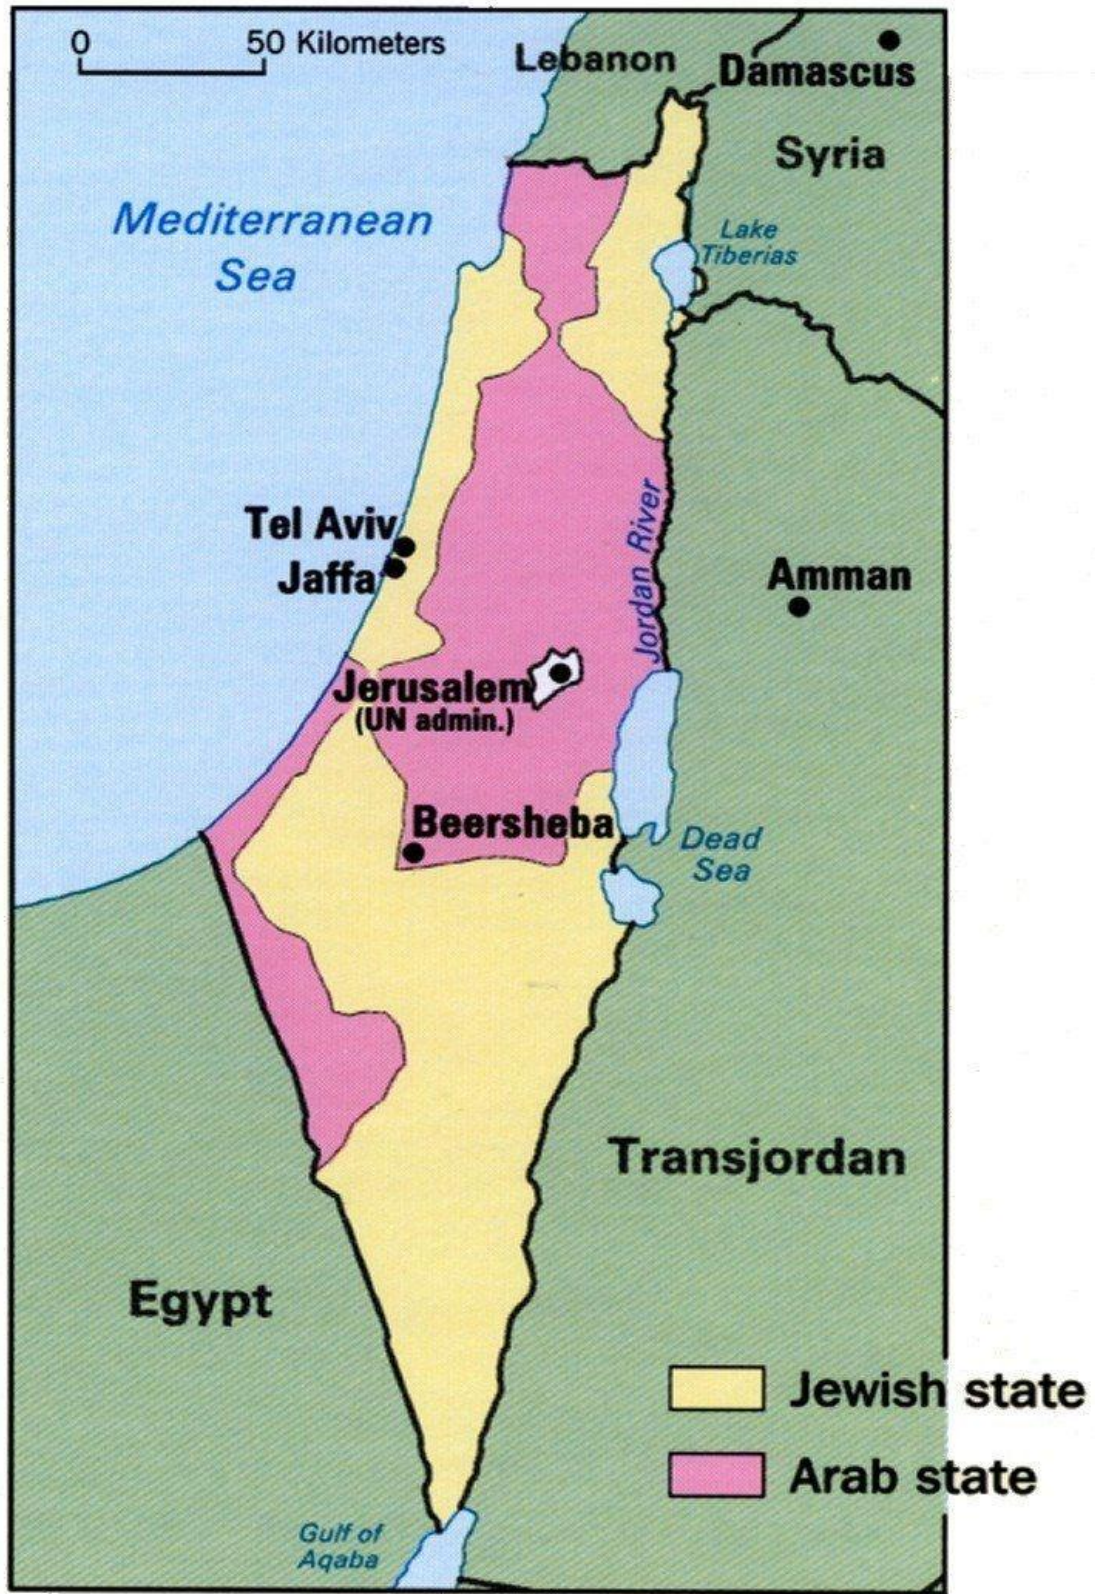 0 50 Kilometers
Lebanon
Damascus
Syria
Mediterranean
Sea
Lake
Tiberias
Tel Aviv
Jaffa
Jordan River
Amman
Jerusalem
(UN admin.)
Beersheba
Dead
Sea
Transjordan
Egypt
Jewish state
Arab state
Gulf of
Aqaba